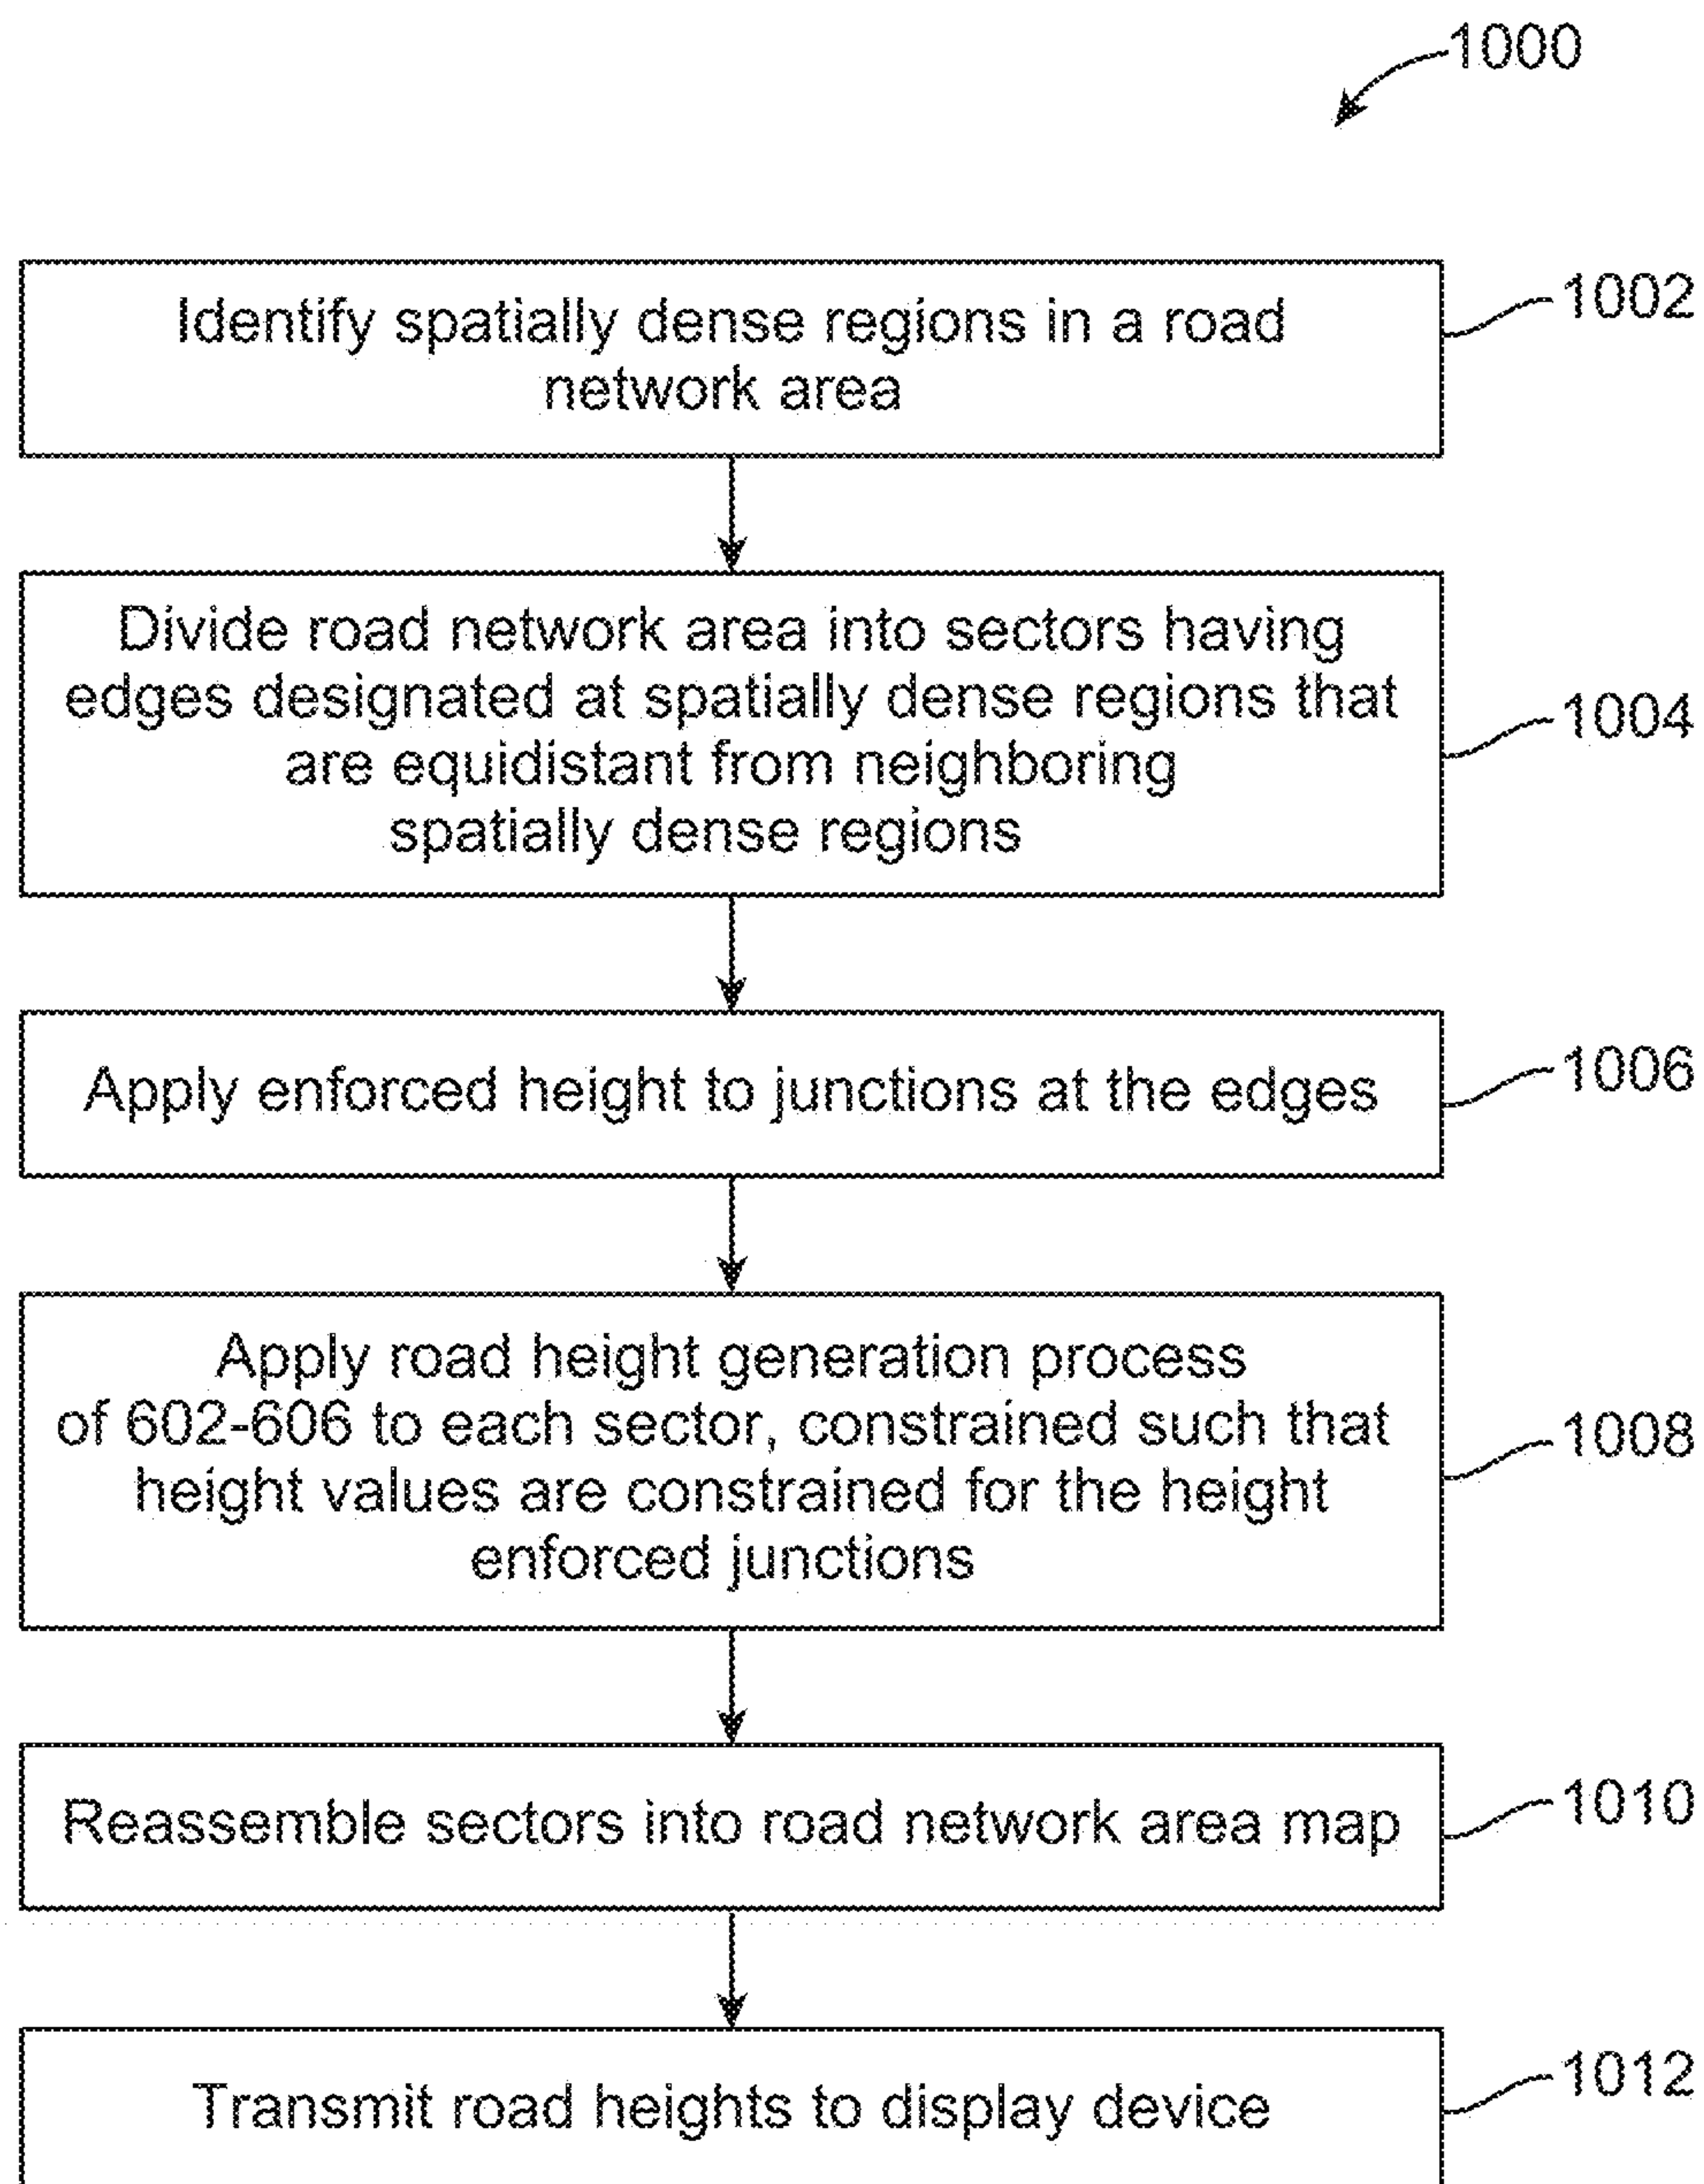 1000
Identify spatially dense regions in a road
network area
1002
Divide road network area into sectors having
edges designated at spatially dense regions that
are equidistant from neighboring
spatially dense regions
1004
Apply enforced height to junctions at the edges
1006
Apply road height generation process
of 602-606 to each sector, constrained such that
height values are constrained for the height
enforced junctions
1008
Reassemble sectors into road network area map
1010
Transmit road heights to display device
1012